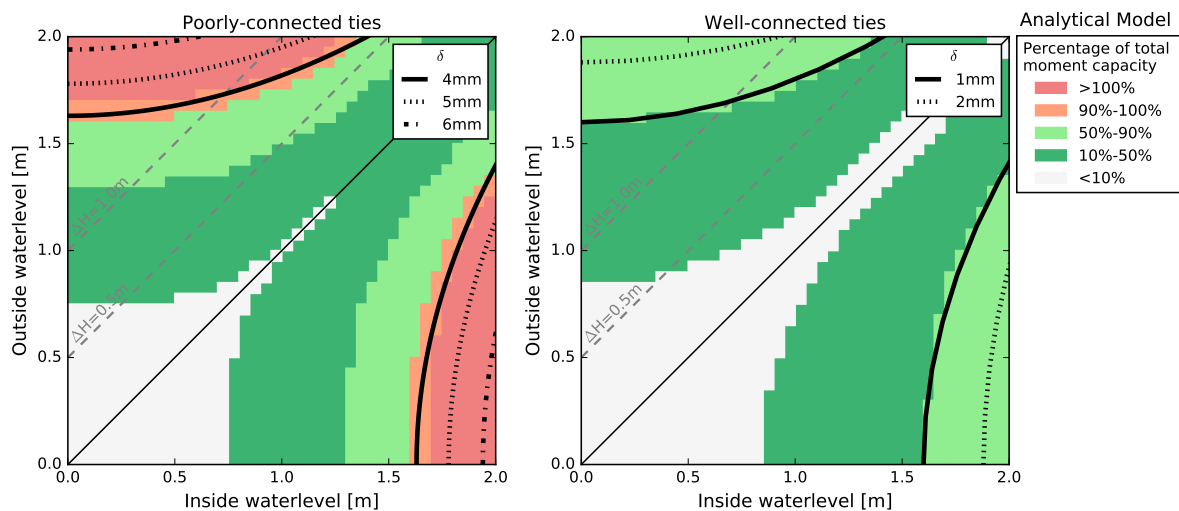 Poorly-connected ties
2.0
1.5
1.0
0.5
0.0
0.0
0.5
1.0
1.5
2.0
Outside waterlevel [m]
Inside waterlevel [m]
ΔH=1.0m
ΔH=0.5m
δ
4mm
5mm
6mm
Well-connected ties
2.0
1.5
1.0
0.5
0.0
0.0
0.5
1.0
1.5
2.0
Outside waterlevel [m]
Inside waterlevel [m]
ΔH=1.0m
ΔH=0.5m
δ
1mm
2mm
Analytical Model
Percentage of total
moment capacity
>100%
90%-100%
50%-90%
10%-50%
<10%